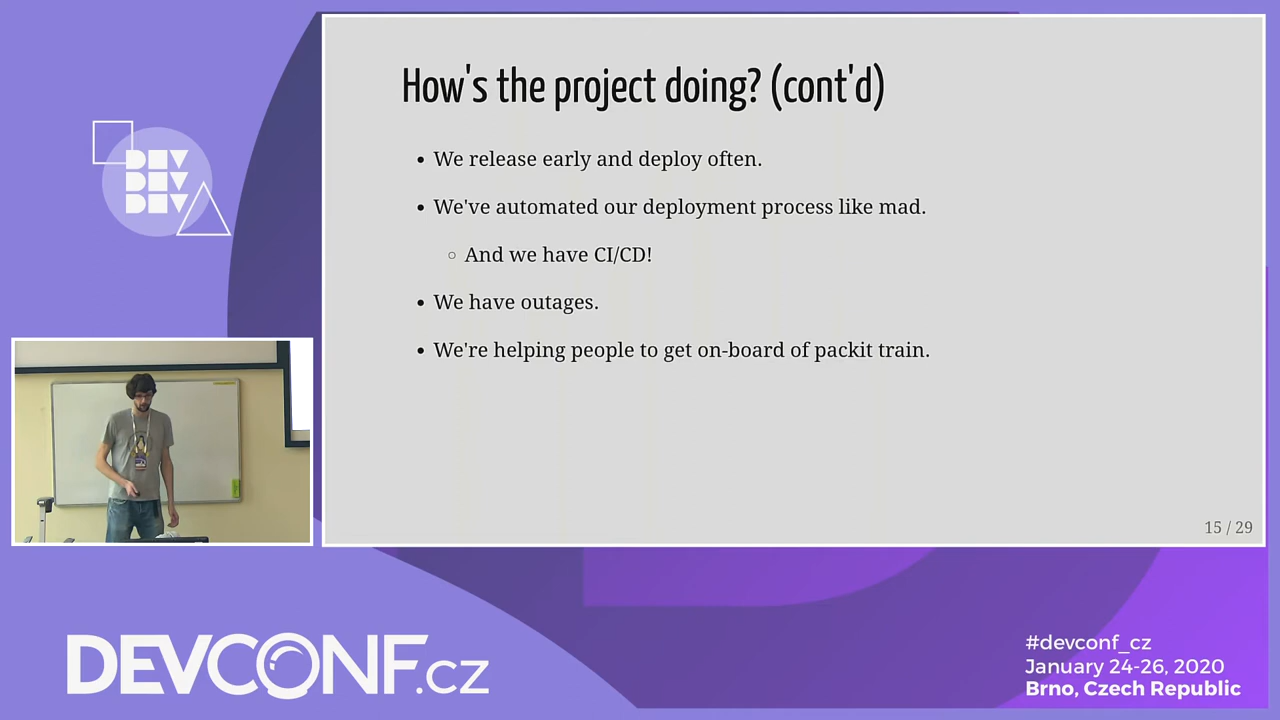 DEV
DEV
DEV
How's the project doing? (cont'd)
We release early and deploy often.
We've automated our deployment process like mad.
And we have CI/CD!
We have outages.
We're helping people to get on-board of packit train.
15 / 29
DEVCONF.cz
#devconf_cz
January 24-26, 2020
Brno, Czech Republic